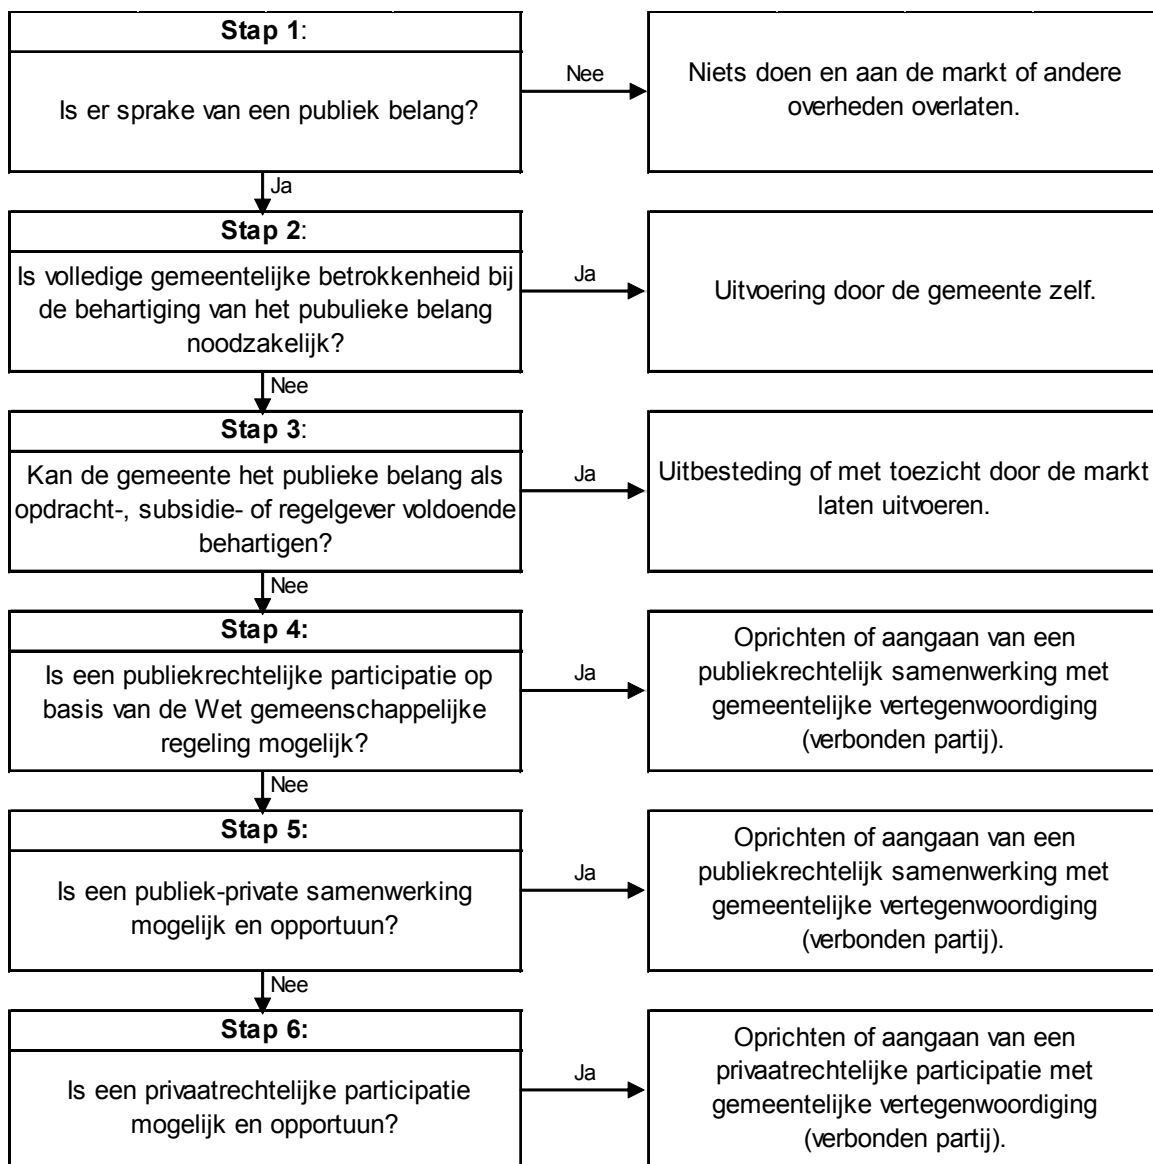 Stap 1:
Is er sprake van een publiek belang?
Nee
Niets doen en aan de markt of andere
overheden overlaten.
Ja
Stap 2:
Is volledige gemeentelijke betrokkenheid bij
de behartiging van het pubulieke belang
noodzakelijk?
Ja
Uitvoering door de gemeente zelf.
Nee
Stap 3:
Kan de gemeente het publieke belang als
opdracht-, subsidie- of regelgever voldoende
behartigen?
Ja
Uitbesteding of met toezicht door de markt
laten uitvoeren.
Nee
Stap 4:
Is een publiekrechtelijke participatie op
basis van de Wet gemeenschappelijke
regeling mogelijk?
Ja
Oprichten of aangaan van een
publiekrechtelijk samenwerking met
gemeentelijke vertegenwoordiging
(verbonden partij).
Nee
Stap 5:
Is een publiek-private samenwerking
mogelijk en opportuun?
Ja
Oprichten of aangaan van een
publiekrechtelijk samenwerking met
gemeentelijke vertegenwoordiging
(verbonden partij).
Nee
Stap 6:
Is een privaatrechtelijke participatie
mogelijk en opportuun?
Ja
Oprichten of aangaan van een
privaatrechtelijke participatie met
gemeentelijke vertegenwoordiging
(verbonden partij).